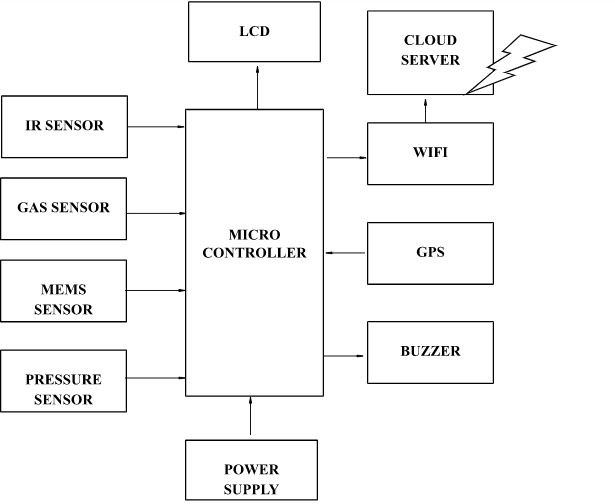 LCD
CLOUD
SERVER
IR SENSOR
WIFI
GAS SENSOR
MICRO
CONTROLLER
GPS
MEMS
SENSOR
BUZZER
PRESSURE
SENSOR
POWER
SUPPLY